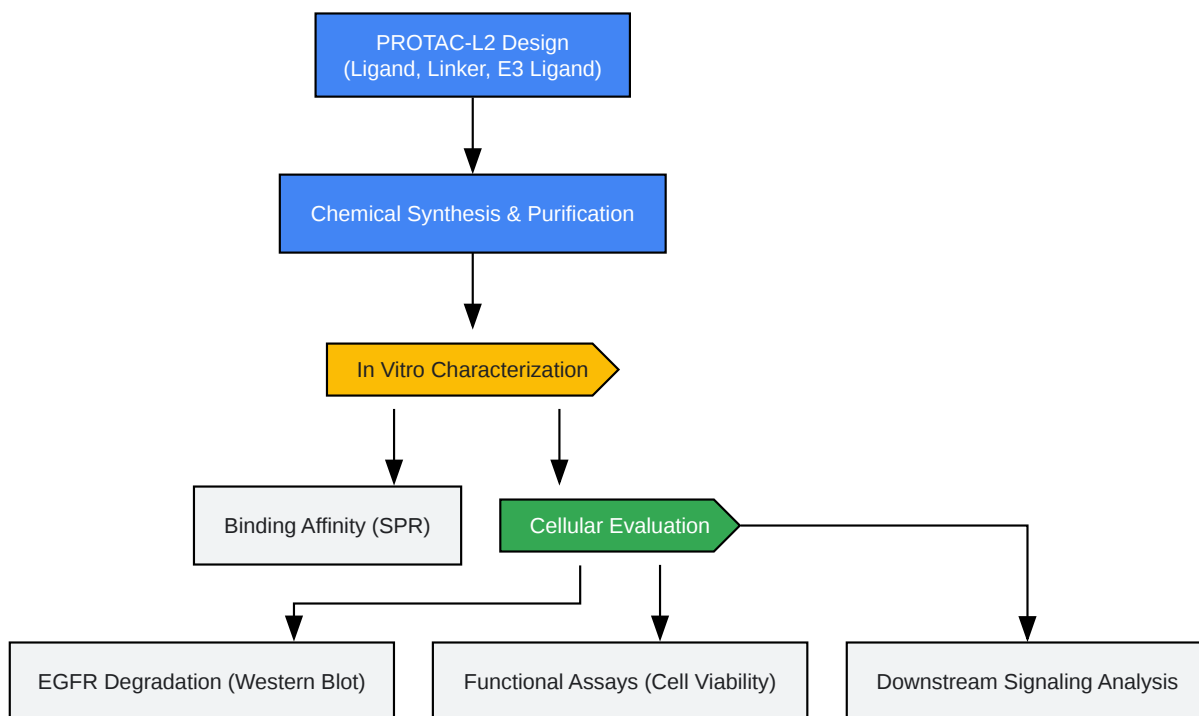 PROTAC-L2 Design
(Ligand, Linker, E3 Ligand)
Chemical Synthesis & Purification
In Vitro Characterization
Binding Affinity (SPR)
Cellular Evaluation
EGFR Degradation (Western Blot)
Functional Assays (Cell Viability)
Downstream Signaling Analysis